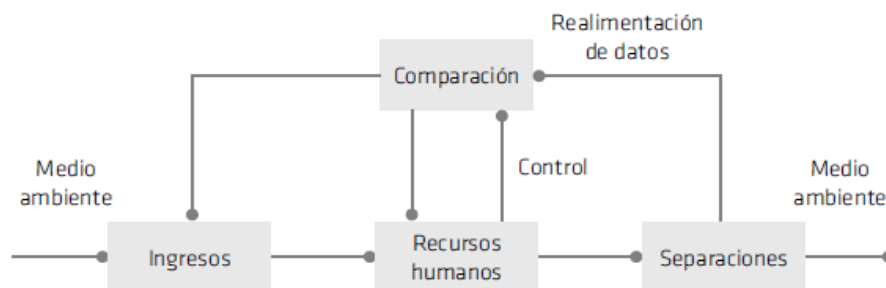 Realimentación
de datos
Comparación
Medio
ambiente
Control
Medio
ambiente
Ingresos
Recursos
humanos
Separaciones